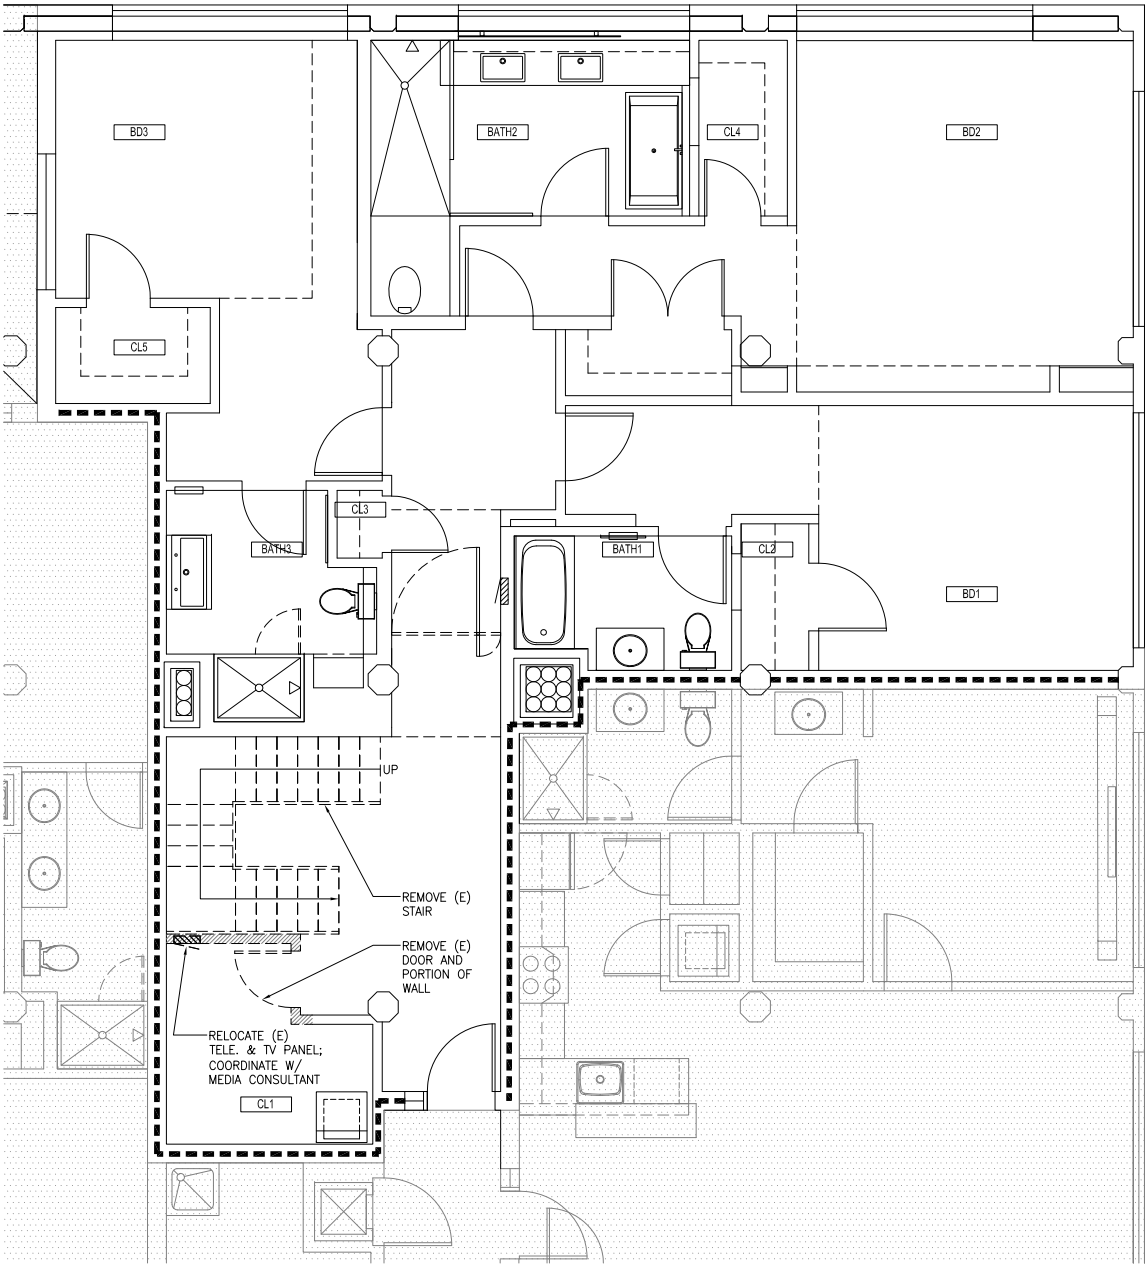 BD3
BATH2
CL4
BD2
CL5
CL3
BATH3
BATH1
CL2
BD1
UP
REMOVE (E)
STAIR
REMOVE (E)
DOOR AND
PORTION OF
WALL
RELOCATE (E)
TELE. & TV PANEL;
COORDINATE W/
MEDIA CONSULTANT
CL1